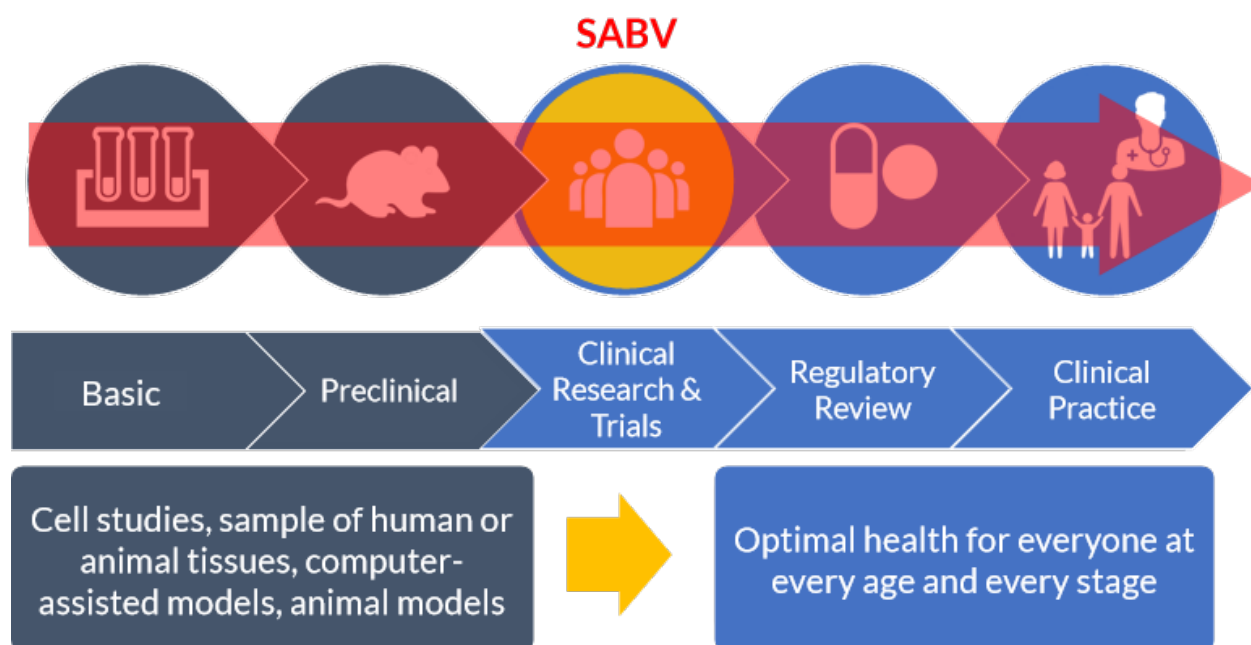 SABV
Basic
Preclinical
Clinical
Research &
Trials
Regulatory
Review
Clinical
Practice
Cell studies, sample of human or
animal tissues, computer-
assisted models, animal models
Optimal health for everyone at
every age and every stage